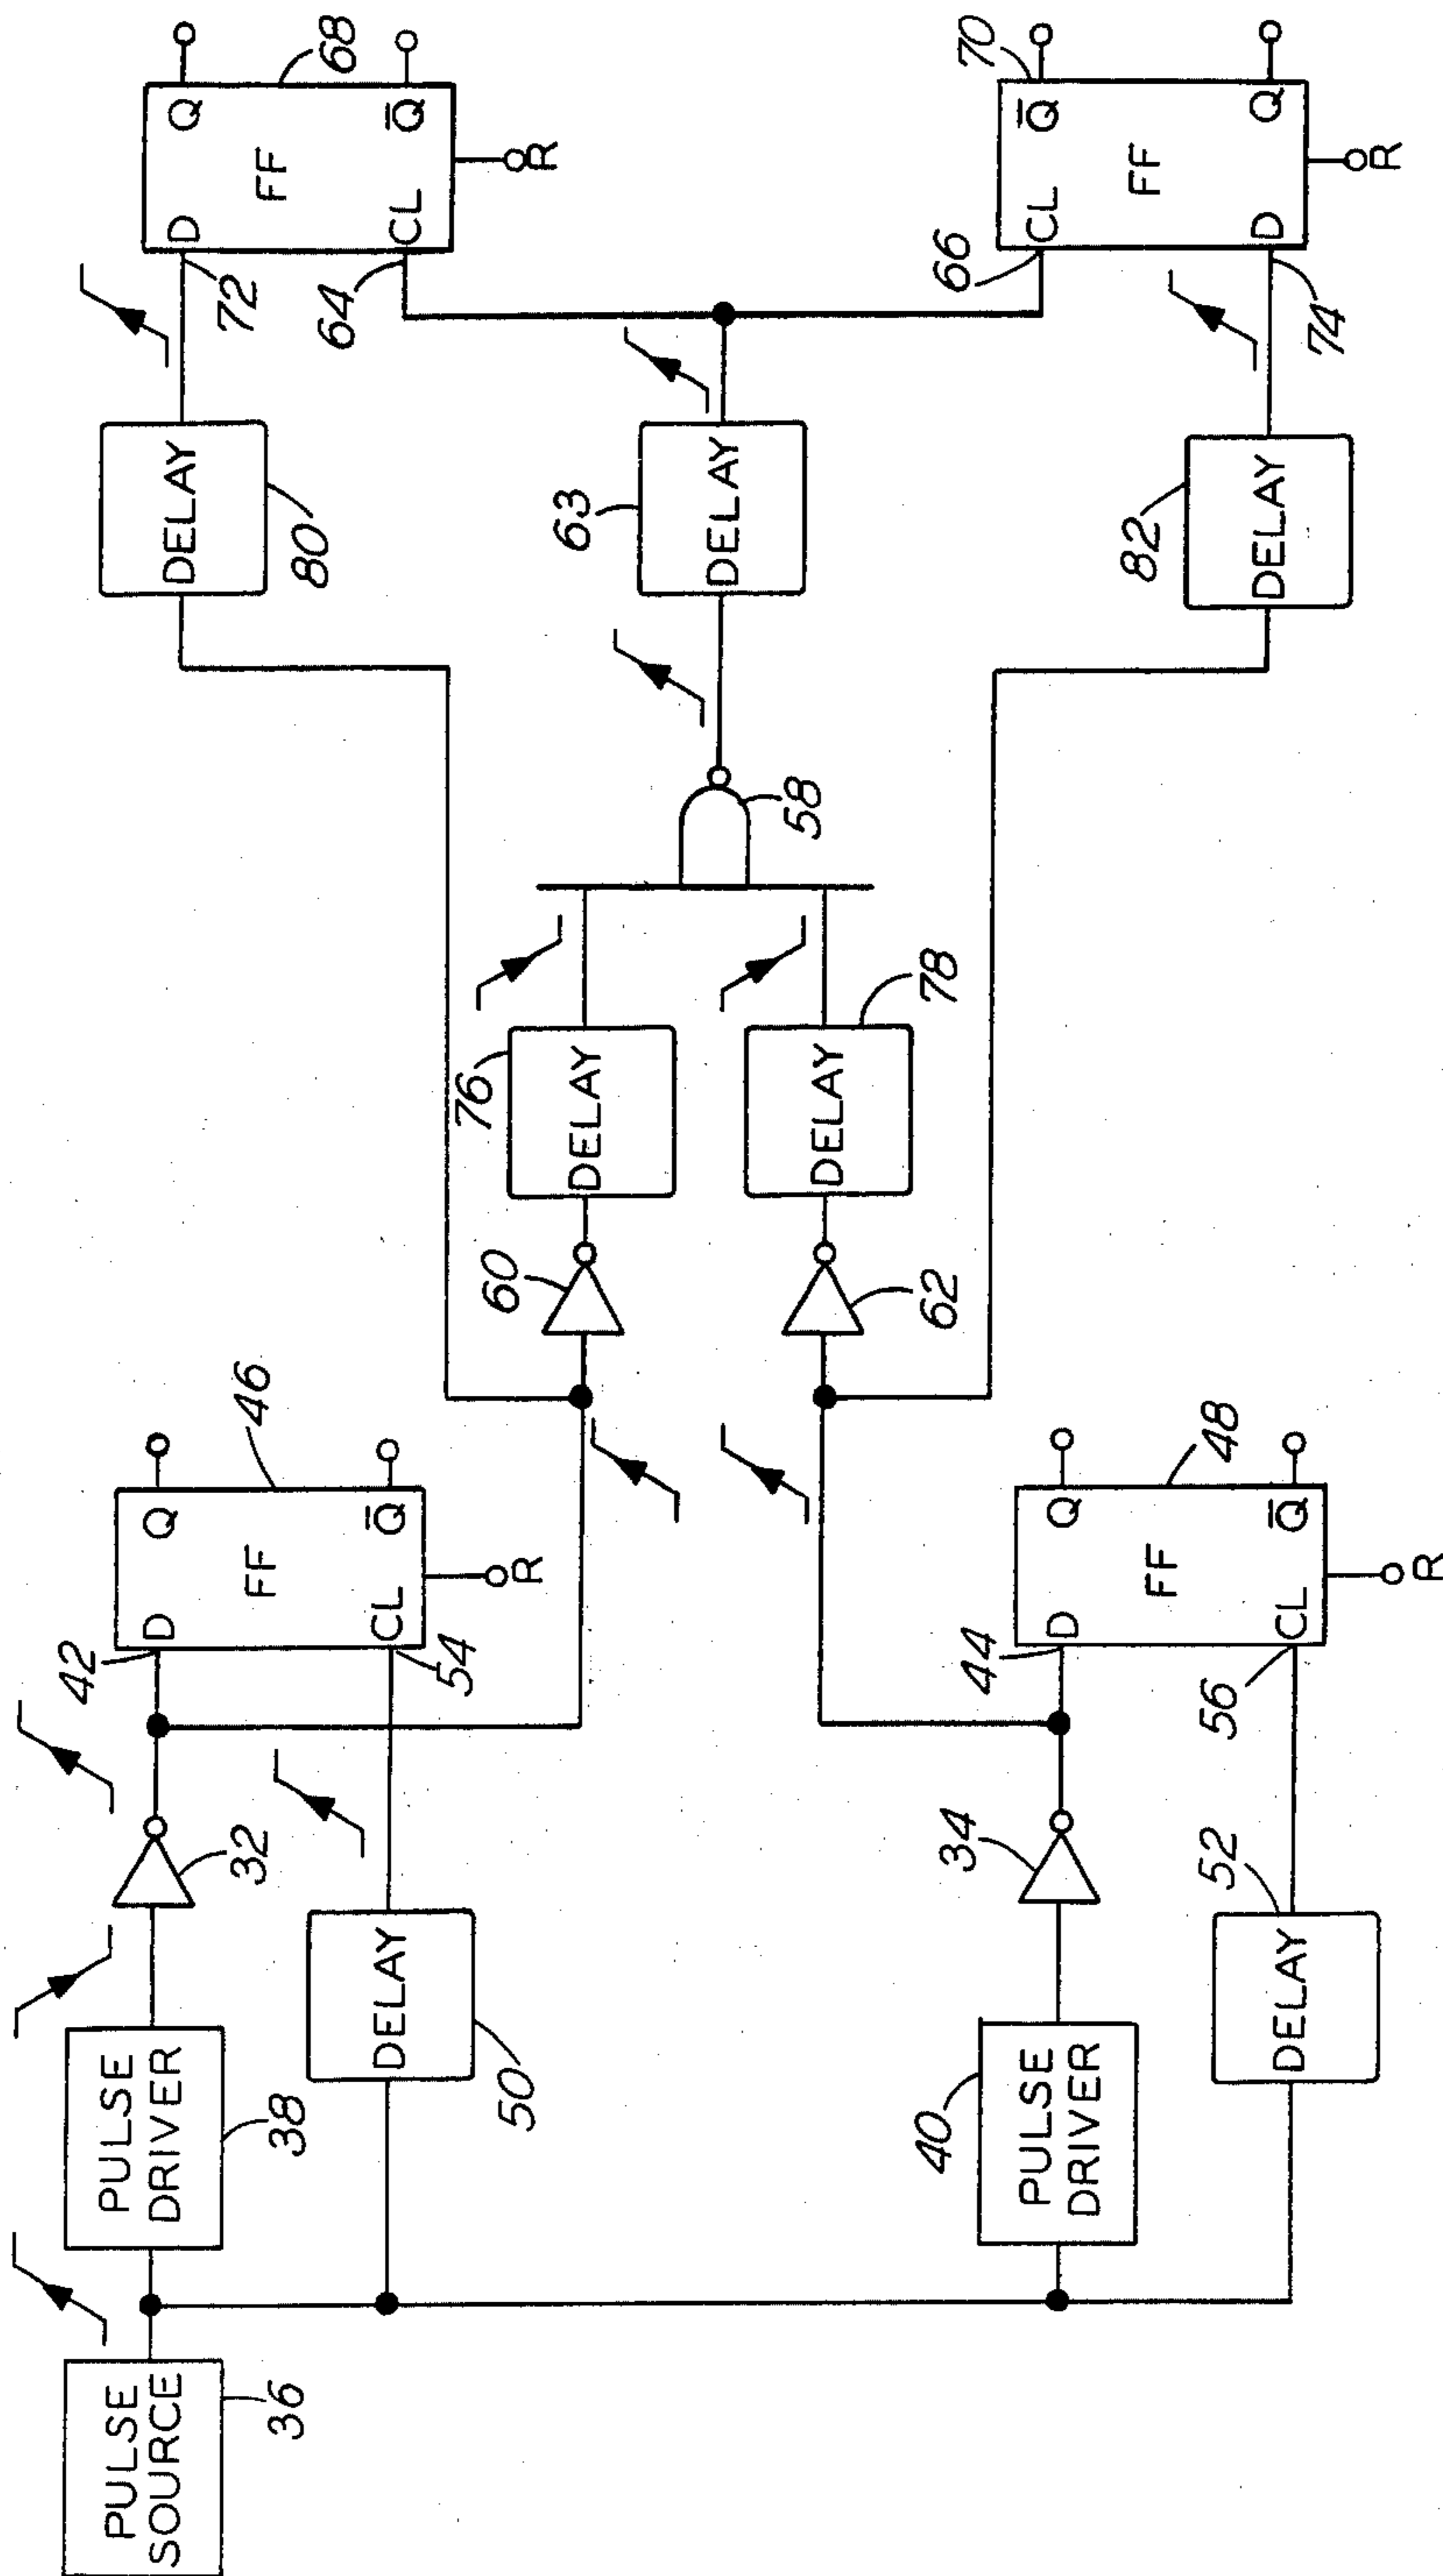 PULSE
SOURCE
36
PULSE
DRIVER
38
32
DELAY
50
42
D
Q
FF
CL
Q̅
R
46
54
PULSE
DRIVER
40
34
DELAY
52
44
D
Q
FF
CL
Q̅
R
48
56
60
DELAY
76
62
DELAY
78
58
DELAY
63
DELAY
80
DELAY
82
72
D
Q
FF
CL
Q̅
R
68
64
66
CL
Q̅
FF
D
Q
R
70
74